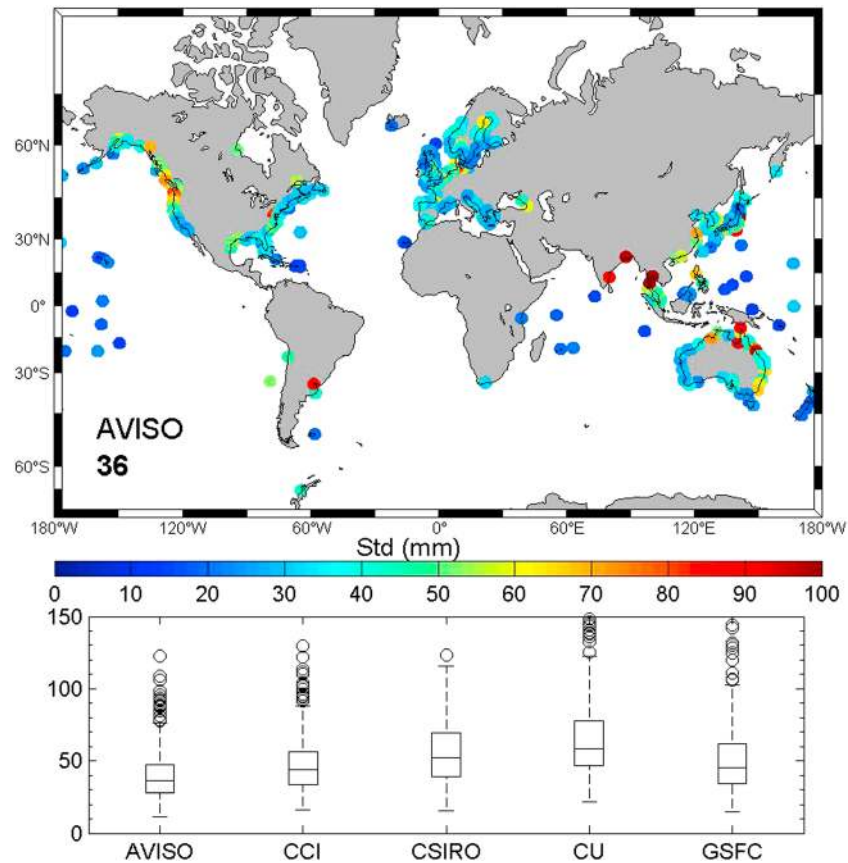 60°N
30°N
0°
30°S
60°S
AVISO
36
180°W 120°W 60°W 0° 60°E 120°E 180°W
Std (mm)
0 10 20 30 40 50 60 70 80 90 100
150
100
50
0
AVISO CCI CSIRO CU GSFC